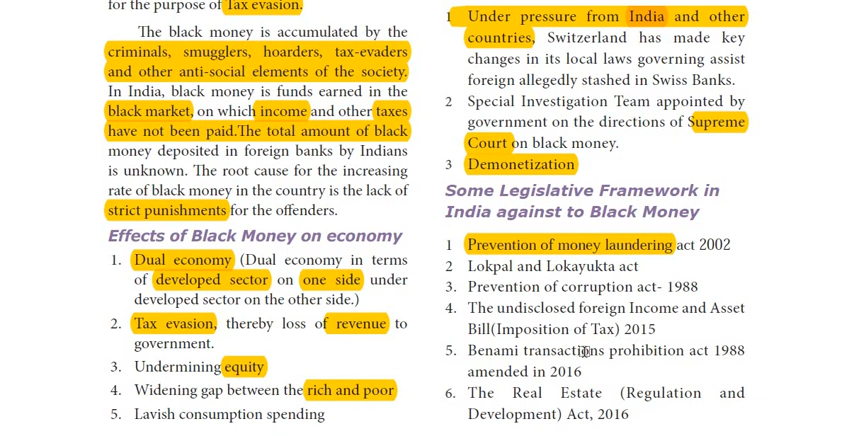 for the purpose of Tax evasion.
The black money is accumulated by
criminals, smugglers, hoarders, tax-evaders
and other anti-social elements of the society.
In India, black money is funds earned in the
black market, on which income and other taxes
have not been paid.The total amount of black
money deposited in foreign banks by Indians
is unknown. The root cause for the increasing
rate of black money in the country is the lack of
strict punishments for the offenders.
Effects of Black Money on economy
1. Dual economy (Dual economy in terms
of developed sector on one side under
developed sector on the other side.)
2. Tax evasion, thereby loss of revenue to
government.
3. Undermining equity
4. Widening gap between the rich and poor
5. Lavish consumption spending
1 Under pressure from India and other
countries, Switzerland has made key
changes in its local laws governing assist
foreign allegedly stashed in Swiss Banks.
2 Special Investigation Team appointed by
government on the directions of Supreme
Court on black money.
3 Demonetization
Some Legislative Framework in
India against to Black Money
1 Prevention of money laundering act 2002
2 Lokpal and Lokayukta act
3. Prevention of corruption act- 1988
4. The undisclosed foreign Income and Asset
Bill(Imposition of Tax) 2015
5. Benami transactions prohibition act 1988
amended in 2016
6. The Real Estate (Regulation and
Development) Act, 2016